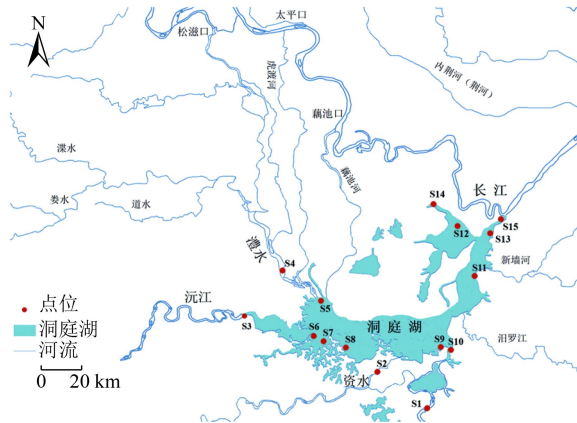 太平口
松滋口
N
虎渡河
内荆河(荆河)
藕池口
溇水
藕池河
S14
长 江
娄水
道水
S15
S12
S13
澧水
S4
新墙河
S11
点位
沅江
S5
洞庭湖
洞 庭 湖
汨罗江
河流
S3
S6
S7
S8
S9
S10
0 20 km
S2
资水
S1